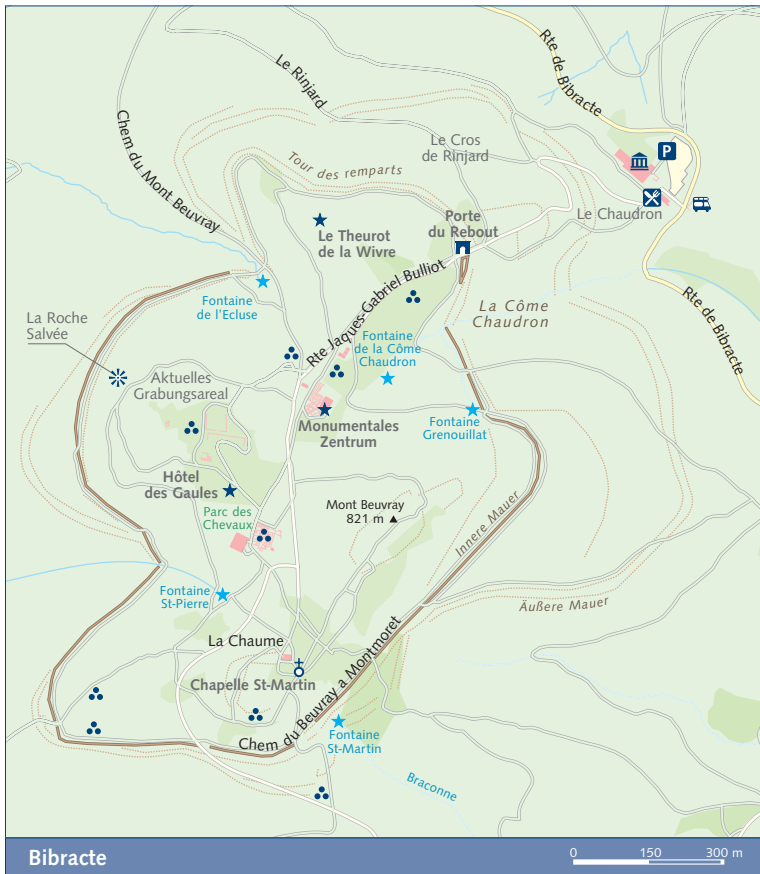 Rte de Bibracte
Le Rinjard
Chem du Mont Beuvray
Le Cros
de Rinjard
P
Tour des remparts
Le Chaudron
Porte
du Rebout
Le Theurot
de la Wivre
Rte Jaques-Gabriel Bulliot
Fontaine
de l'Ecluse
La Côme
Chaudron
Rte de Bibracte
La Roche
Salvée
Fontaine
de la Côme
Chaudron
Aktuelles
Grabungsareal
Monumentales
Zentrum
Fontaine
Grenouillat
Hôtel
des Gaules
Parc des
Chevaux
Mont Beuvray
821 m
Innere Mauer
Fontaine
St-Pierre
Äußere Mauer
La Chaume
Chapelle St-Martin
Chem du Beuvray a Montmoret
Fontaine
St-Martin
Braconne
Bibracte
0 150 300 m